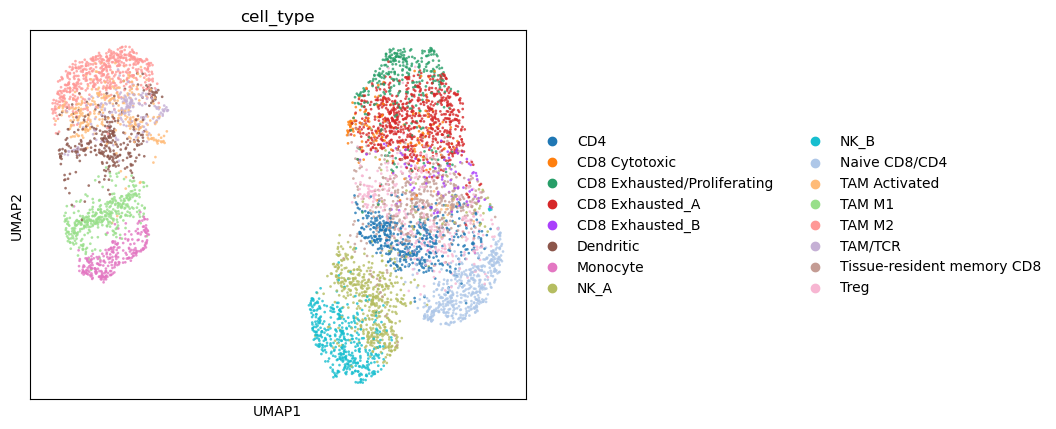 cell_type
UMAP2
UMAP1
CD4
CD8 Cytotoxic
CD8 Exhausted/Proliferating
CD8 Exhausted_A
CD8 Exhausted_B
Dendritic
Monocyte
NK_A
NK_B
Naive CD8/CD4
TAM Activated
TAM M1
TAM M2
TAM/TCR
Tissue-resident memory CD8
Treg